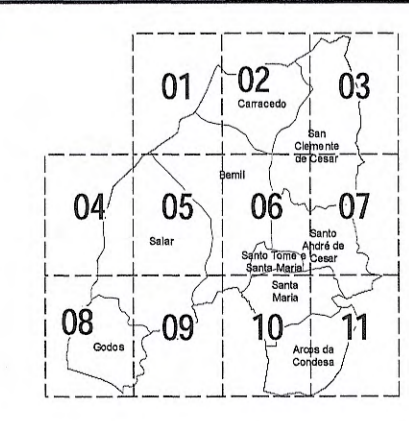 01 02 03
Carracedo
San
Clemente
de Cesar
Bemil
04 05 06 07
Salar
Santo
André de
Cesar
Santo Tome e
Santa Maria
Santa
Maria
08 09 10 11
Godos
Arcos da
Condesa